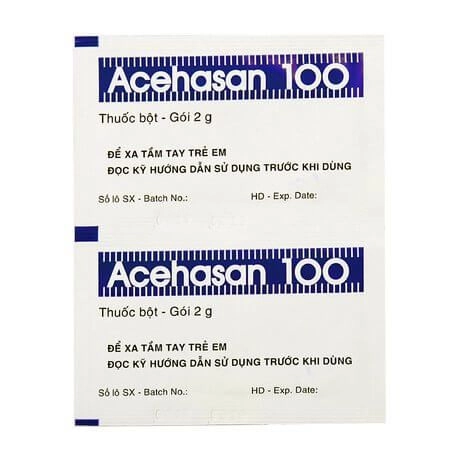 Acehasan 100
Thuốc bột - Gói 2 g
ĐỂ XA TẦM TAY TRẺ EM
ĐỌC KỸ HƯỚNG DẪN SỬ DỤNG TRƯỚC KHI DÙNG
Số lô SX - Batch No.: HD - Exp. Date:
Acehasan 100
Thuốc bột - Gói 2 g
ĐỂ XA TẦM TAY TRẺ EM
ĐỌC KỸ HƯỚNG DẪN SỬ DỤNG TRƯỚC KHI DÙNG
Số lô SX - Batch No.: HD - Exp. Date: